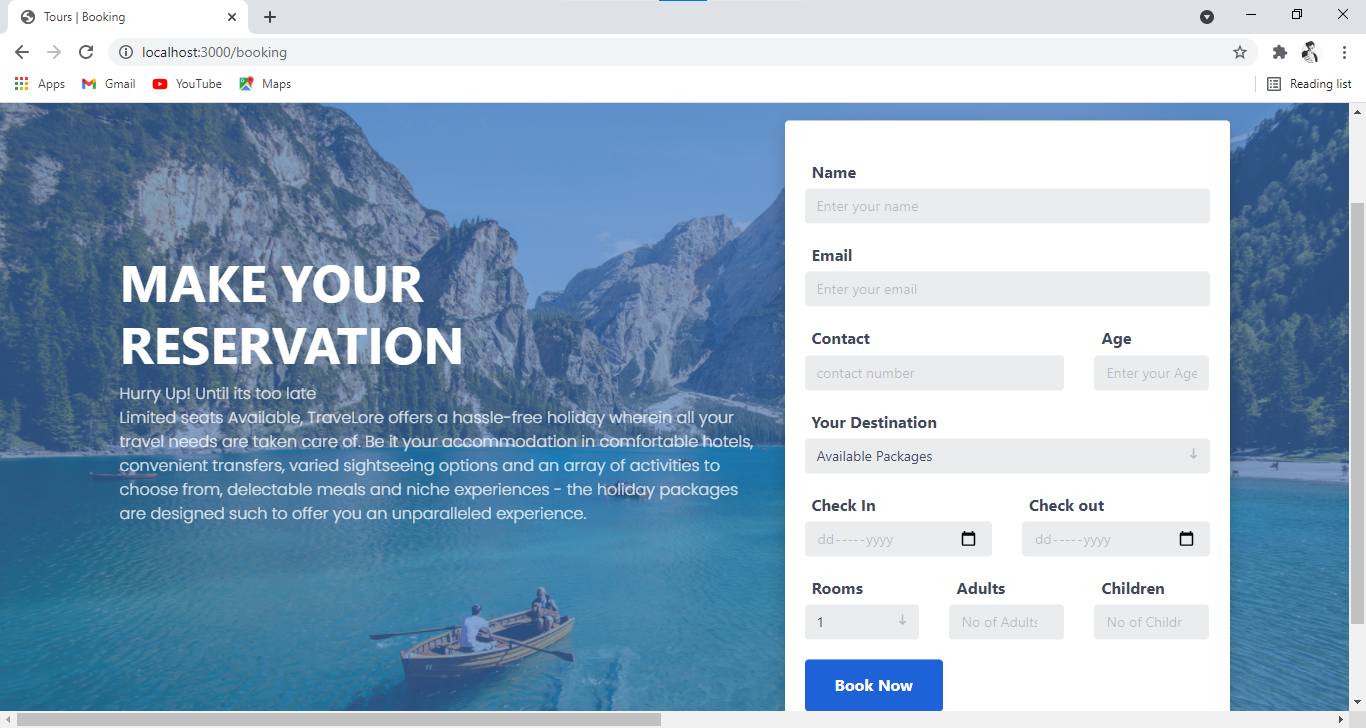 Tours | Booking
localhost:3000/booking
Apps
Gmail
YouTube
Maps
Reading list
MAKE YOUR
RESERVATION
Hurry Up! Until its too late
Limited seats Available, TraveLore offers a hassle-free holiday wherein all your
travel needs are taken care of. Be it your accommodation in comfortable hotels,
convenient transfers, varied sightseeing options and an array of activities to
choose from, delectable meals and niche experiences - the holiday packages
are designed such to offer you an unparalleled experience.
Name
Enter your name
Email
Enter your email
Contact Age
contact number Enter your Age
Your Destination
Available Packages
Check In Check out
dd-----yyyy dd-----yyyy
Rooms Adults Children
1 No of Adults No of Childr
Book Now